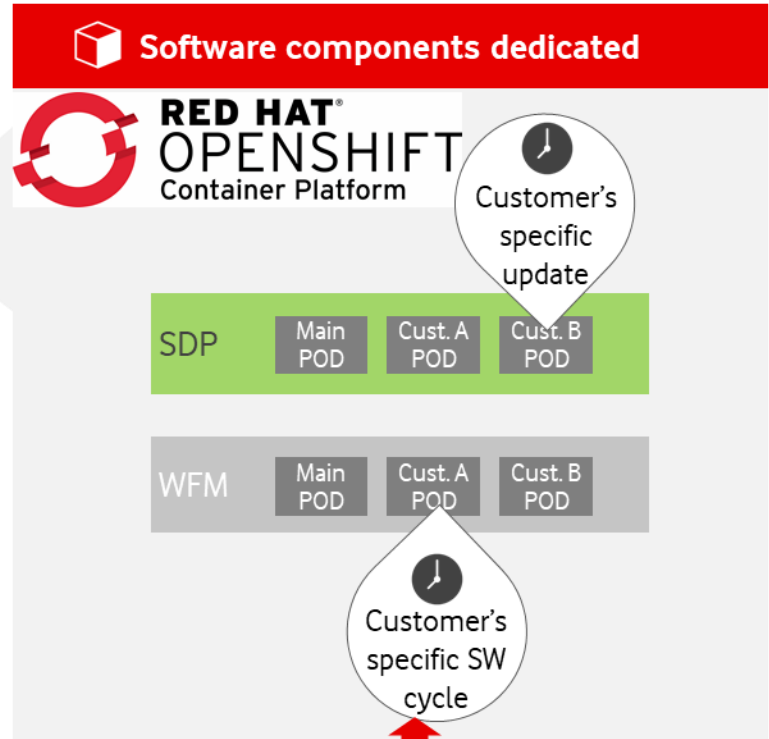 Software components dedicated
RED HAT®
OPENSHIFT
Container Platform
Customer's
specific
update
SDP
Main
POD
Cust. A
POD
Cust. B
POD
WFM
Main
POD
Cust. A
POD
Cust. B
POD
Customer's
specific SW
cycle